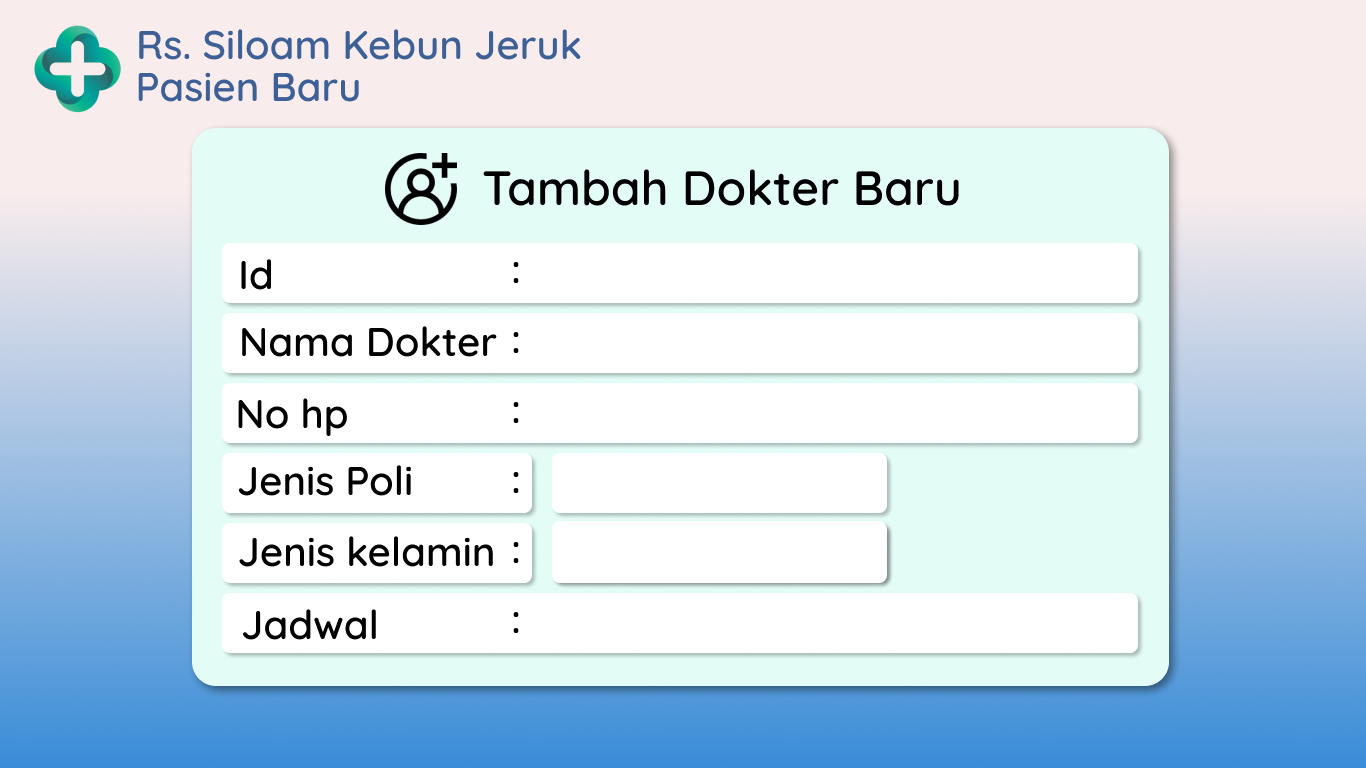 Rs. Siloam Kebun Jeruk
Pasien Baru
Tambah Dokter Baru
Id :
Nama Dokter :
No hp :
Jenis Poli :
Jenis kelamin :
Jadwal :